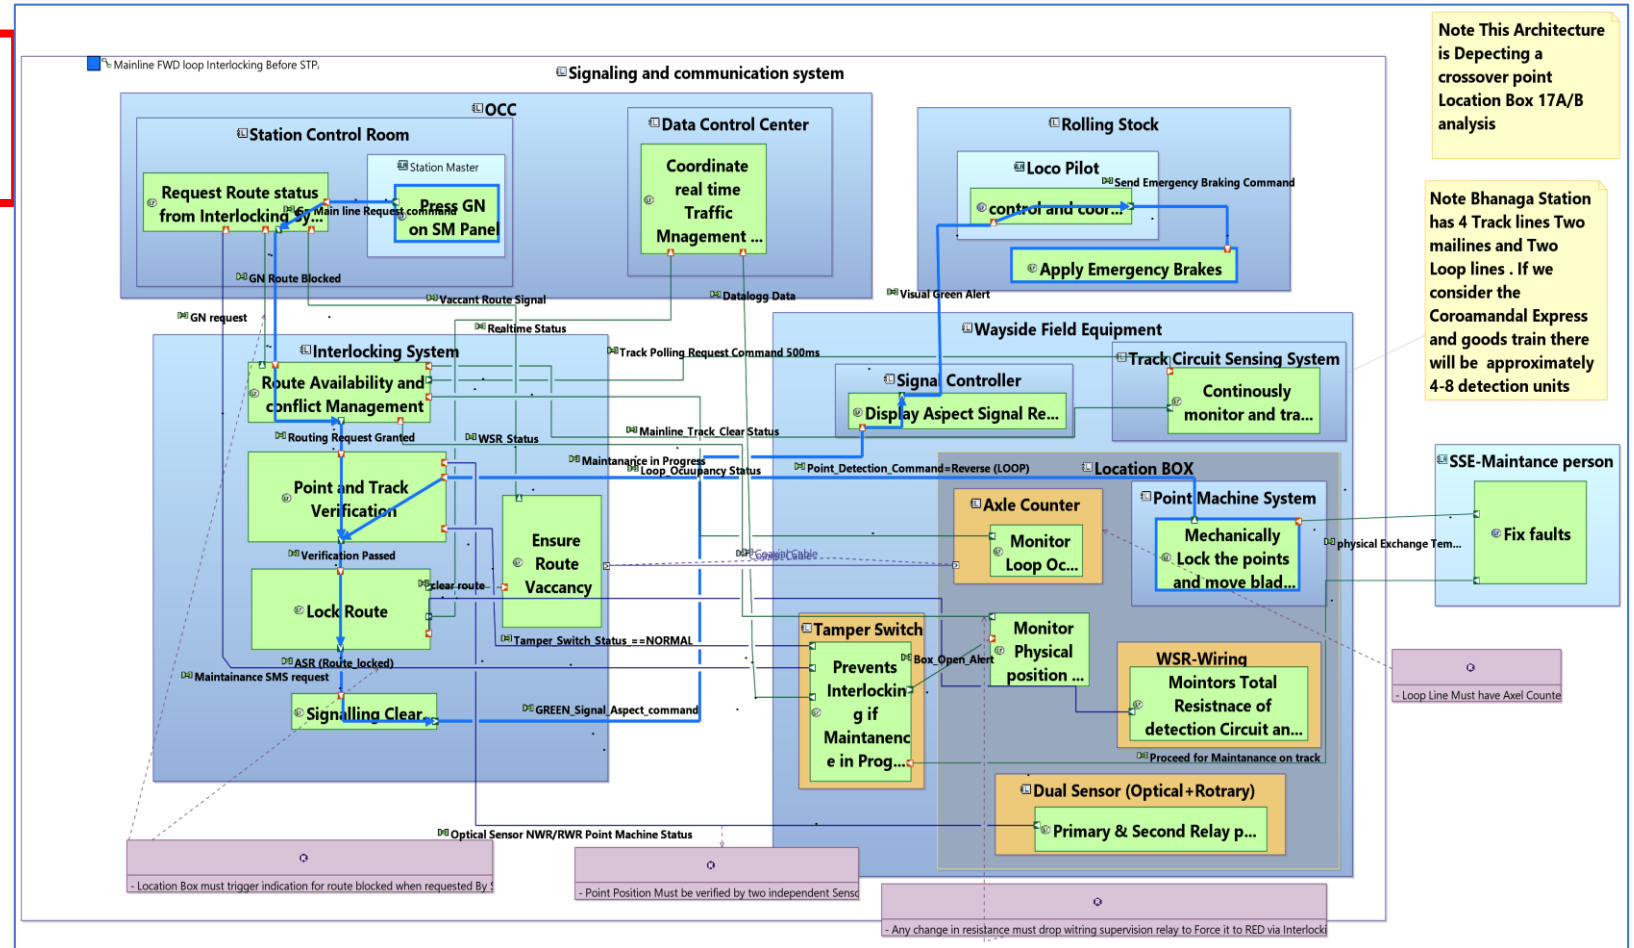 Note This Architecture
is Depecting a
crossover point
Location Box 17A/B
analysis
Mainline FWD loop Interlocking Before STP.
Signaling and communication system
OCC
Station Control Room
Station Master
Request Route status
from Interlocking Sy...
Main line Request command
Press GN
on SM Panel
GN Route Blocked
GN request
Vaccant Route Signal
Realtime Status
Data Control Center
Coordinate
real time
Traffic
Mnagement ...
Datalogg Data
Rolling Stock
Loco Pilot
Send Emergency Braking Command
control and coor...
Apply Emergency Brakes
Visual Green Alert
Note Bhanaga Station
has 4 Track lines Two
mailines and Two
Loop lines . If we
consider the
Coroamandal Express
and goods train there
will be approximately
4-8 detection units
Interlocking System
Route Availability and
conflict Management
Routing Request Granted
WSR_Status
Point and Track
Verification
Verification Passed
Ensure
Route
Vaccancy
clear route
Lock Route
ASR (Route_locked)
Maintainance SMS request
Signalling Clear.
GREEN_Signal_Aspect_command
Tamper_Switch_Status ==NORMAL
Optical Sensor NWR/RWR Point Machine Status
Track Polling Request Command 500ms
Mainline_Track_Clear Status
Maintanance in Progress
Loop_Ocuupancy Status
Point_Detection_Command=Reverse (LOOP)
Coaxial Cable
Wayside Field Equipment
Signal Controller
Display Aspect Signal Re...
Track Circuit Sensing System
Continously
monitor and tra...
Location BOX
Axle Counter
Monitor
Loop Oc...
Point Machine System
Mechanically
Lock the points
and move blad...
physical Exchange Tem...
SSE-Maintance person
Fix faults
Tamper Switch
Prevents
Interlockin
g if
Maintanenc
e in Prog...
Box_Open_Alert
Monitor
Physical
position ...
WSR-Wiring
Mointors Total
Resistnace of
detection Circuit an...
Proceed for Maintanance on track
Dual Sensor (Optical+Rotrary)
Primary & Second Relay p...
- Loop Line Must have Axel Counte
- Location Box must trigger indication for route blocked when requested By
- Point Position Must be verified by two independent Senso
- Any change in resistance must drop witring supervision relay to Force it to RED via Interlocki